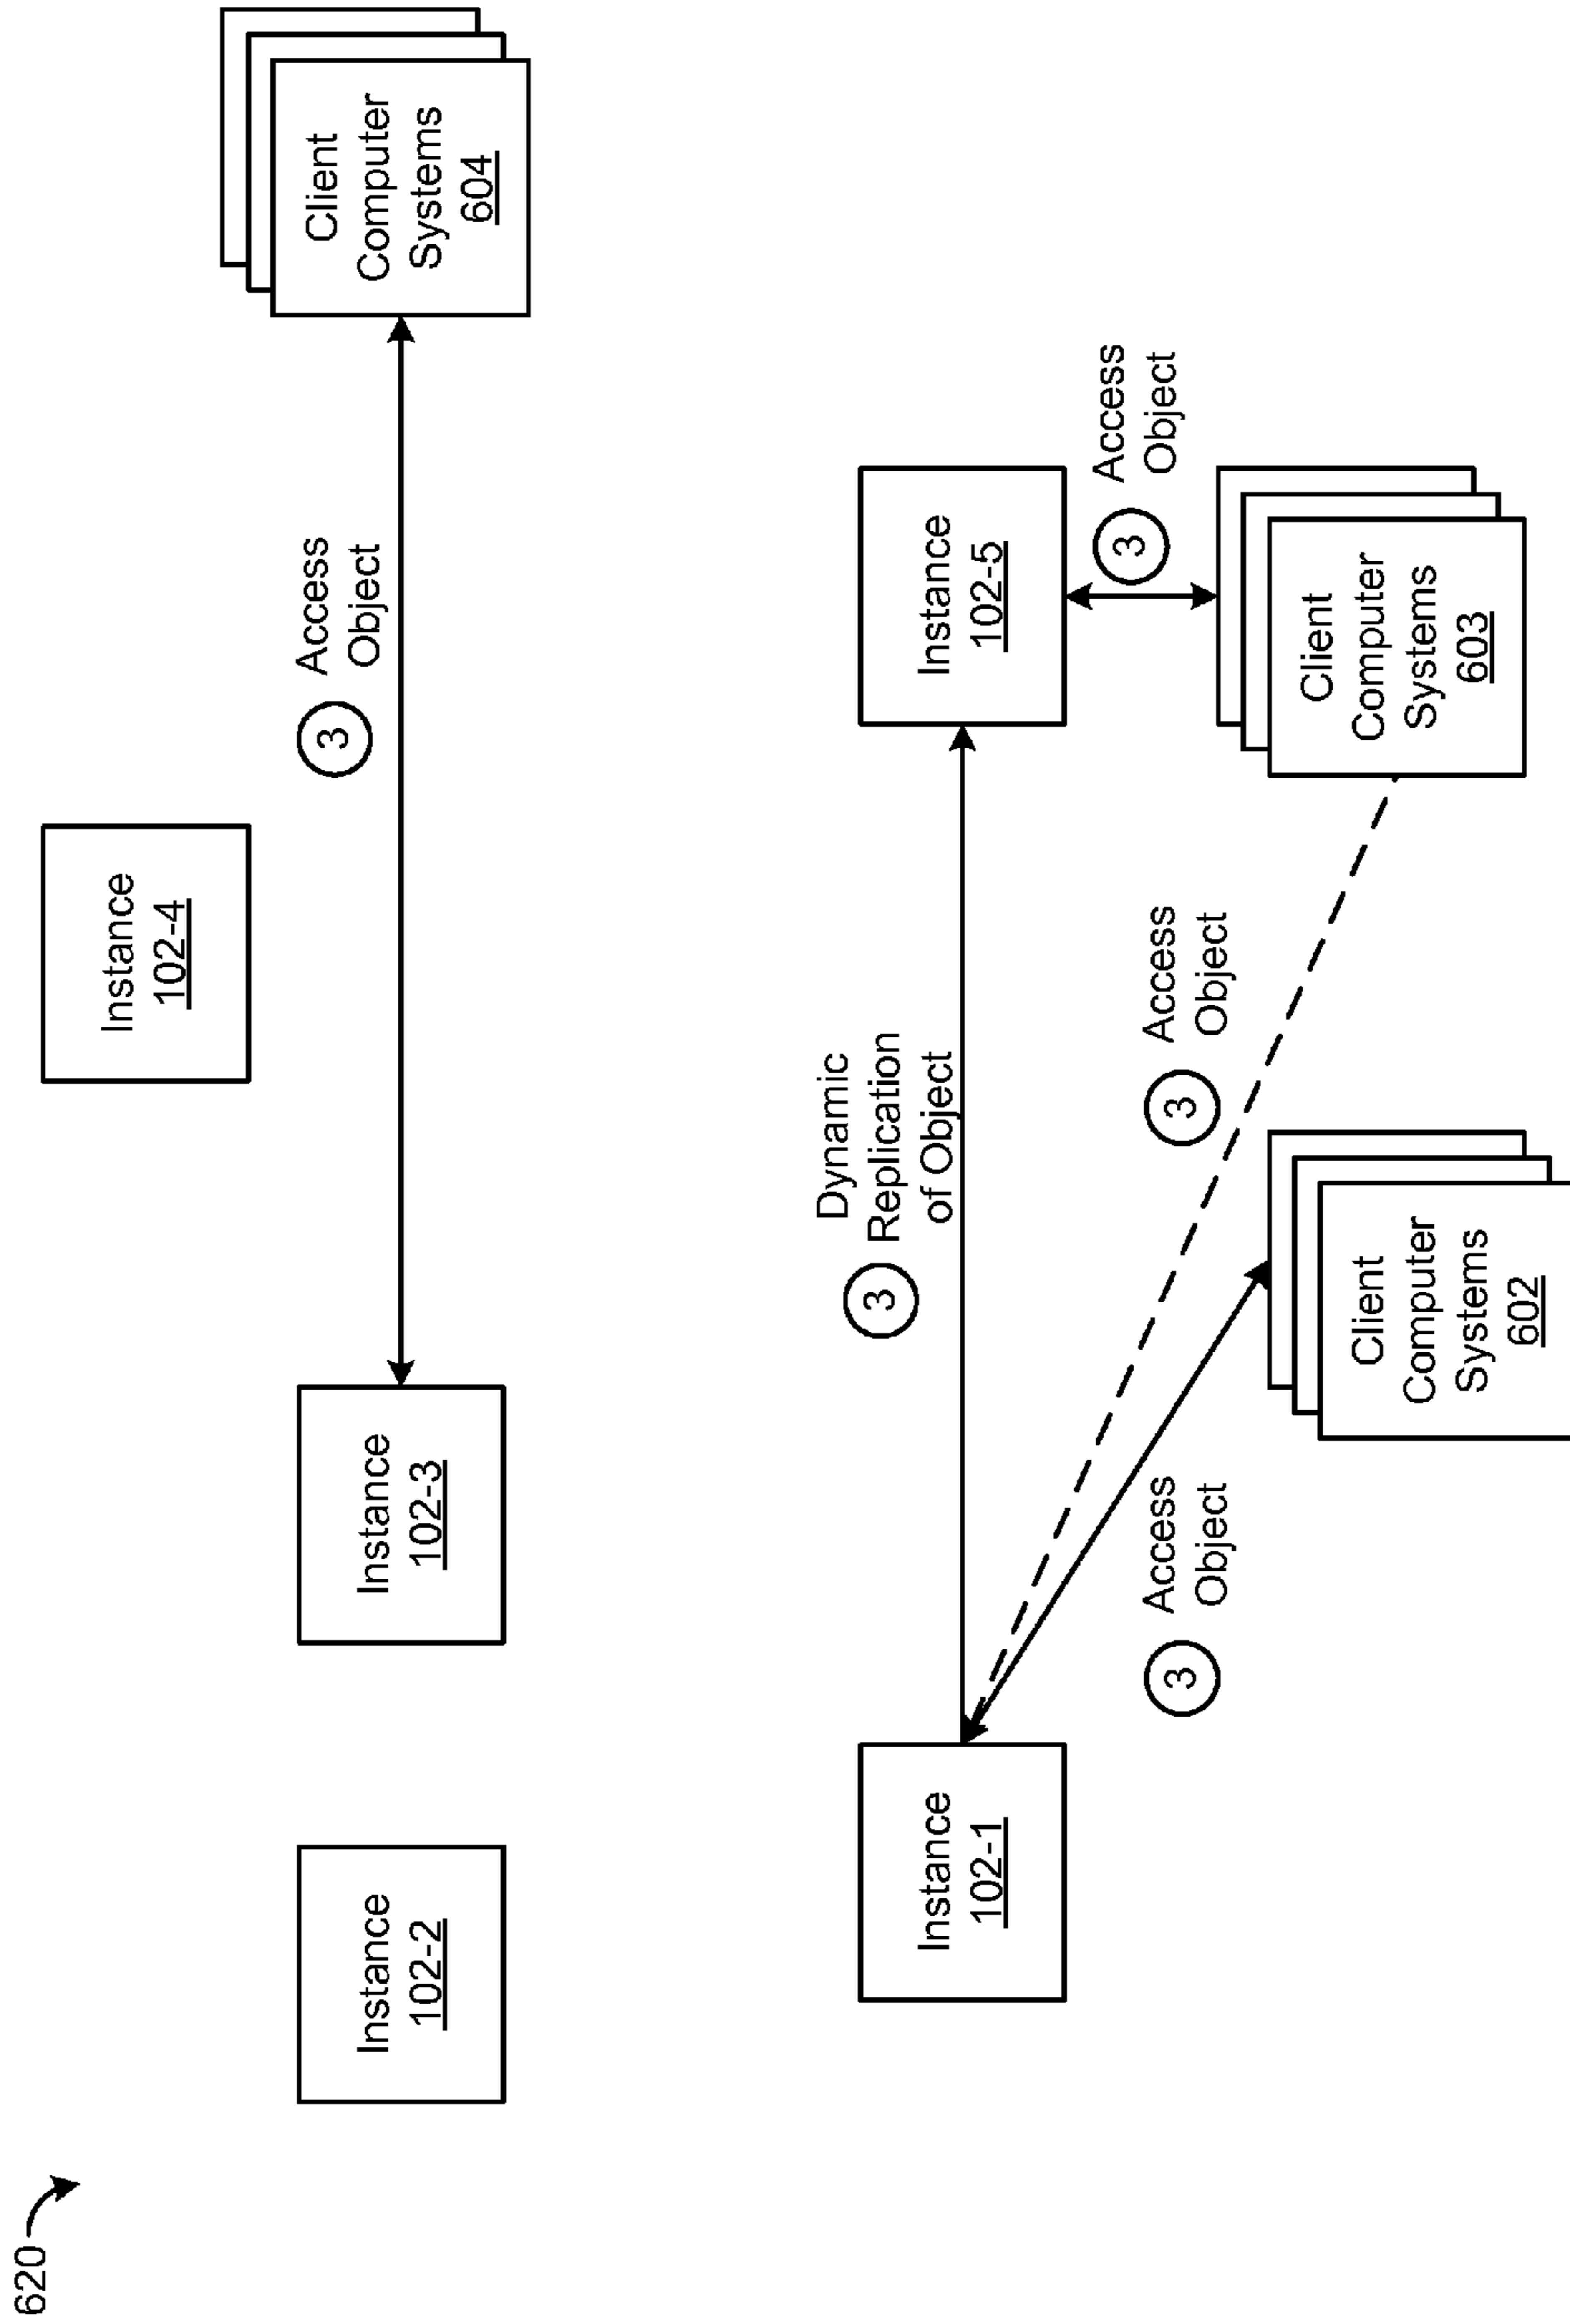 620
Instance
102-4
Client
Computer
Systems
604
3
Access
Object
Instance
102-2
Instance
102-3
Dynamic
3
Replication
of Object
Instance
102-1
Instance
102-5
3
Access
Object
3
Access
Object
3
Access
Object
Client
Computer
Systems
603
Client
Computer
Systems
602